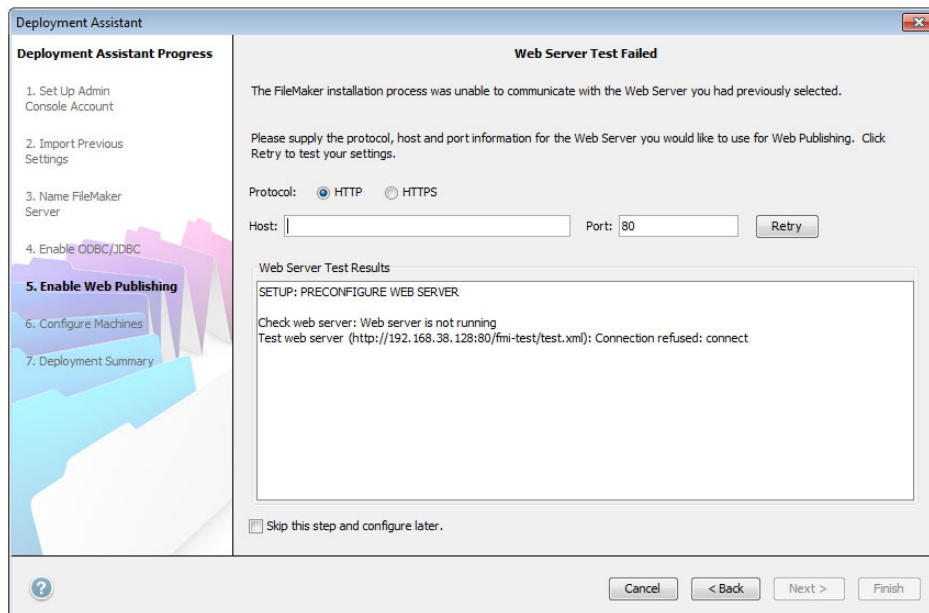 Deployment Assistant
Deployment Assistant Progress
1. Set Up Admin
Console Account
2. Import Previous
Settings
3. Name FileMaker
Server
4. Enable ODBC/JDBC
5. Enable Web Publishing
6. Configure Machines
7. Deployment Summary
Web Server Test Failed
The FileMaker installation process was unable to communicate with the Web Server you had previously selected.
Please supply the protocol, host and port information for the Web Server you would like to use for Web Publishing. Click
Retry to test your settings.
Protocol: HTTP HTTPS
Host: Port: 80 Retry
Web Server Test Results
SETUP: PRECONFIGURE WEB SERVER
Check web server: Web server is not running
Test web server (http://192.168.38.128:80/fmi-test/test.xml): Connection refused: connect
Skip this step and configure later.
? Cancel < Back Next > Finish